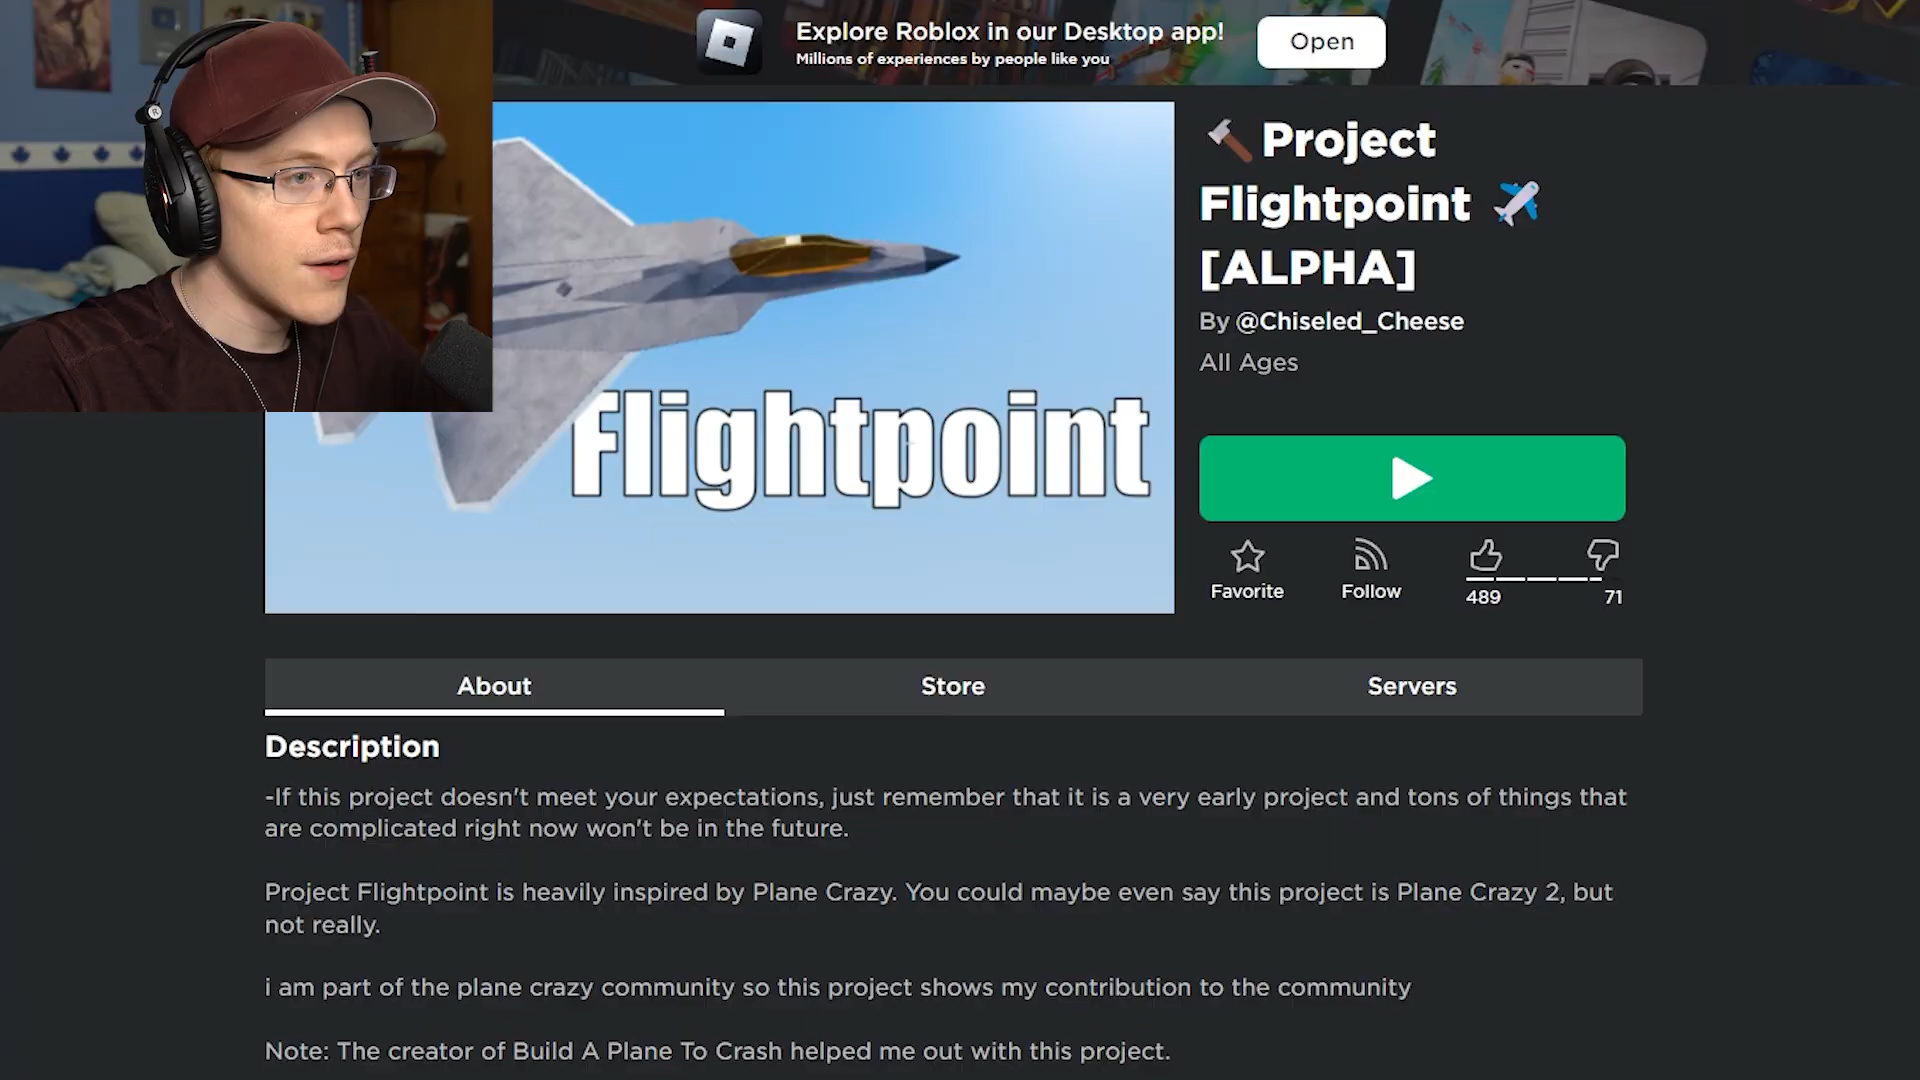 Explore Roblox in our Desktop app!
Millions of experiences by people like you
Open
Project
Flightpoint
[ALPHA]
By @Chiseled_Cheese
All Ages
Flightpoint
Favorite
Follow
489
71
About
Store
Servers
Description
-If this project doesn't meet your expectations, just remember that it is a very early project and tons of things that
are complicated right now won't be in the future.
Project Flightpoint is heavily inspired by Plane Crazy. You could maybe even say this project is Plane Crazy 2, but
not really.
i am part of the plane crazy community so this project shows my contribution to the community
Note: The creator of Build A Plane To Crash helped me out with this project.